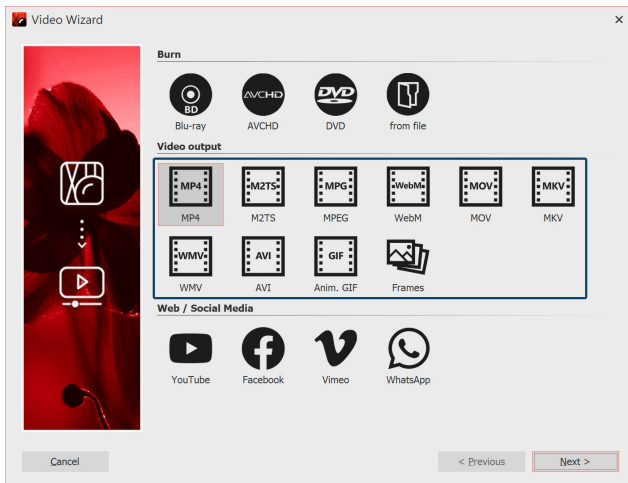 Video Wizard
Burn
BD AVCHD DVD
Blu-ray AVCHD DVD from file
Video output
MP4 M2TS MPG WebM MOV MKV
MP4 M2TS MPEG WebM MOV MKV
WMV AVI GIF
WMV AVI Anim. GIF Frames
Web / Social Media
YouTube Facebook Vimeo WhatsApp
Cancel < Previous Next >